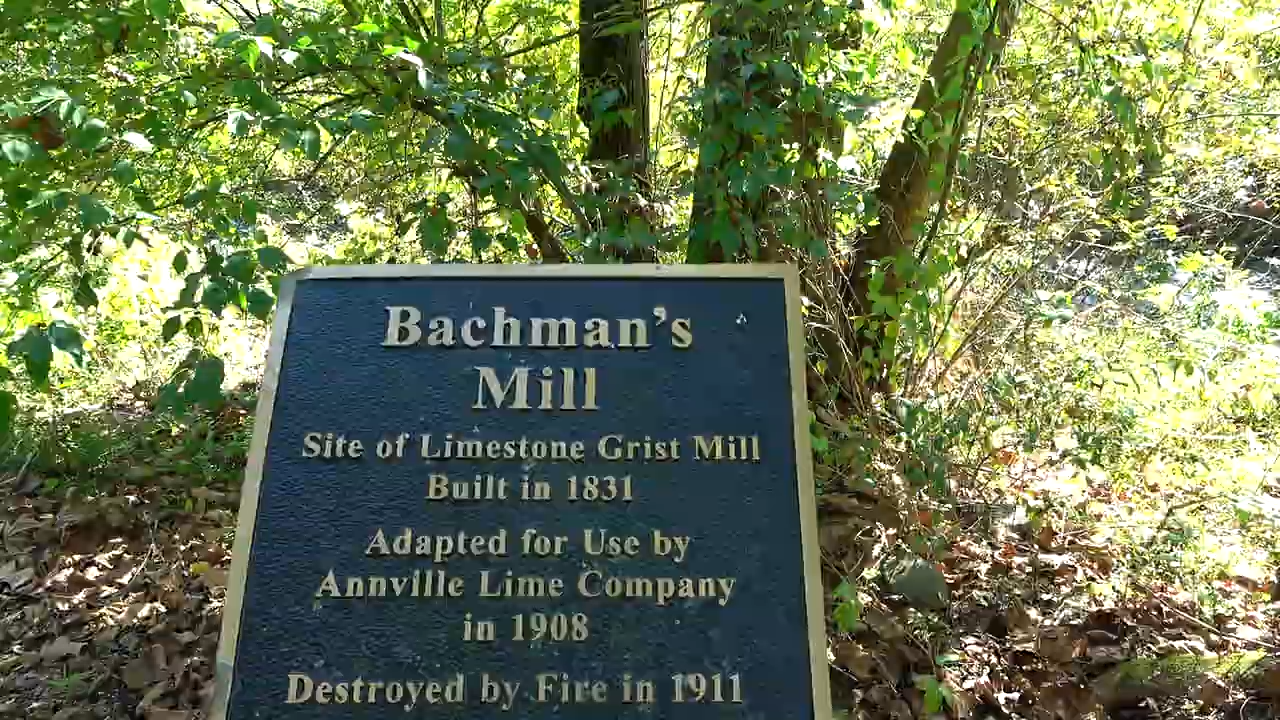 Bachman's
Mill
Site of Limestone Grist Mill
Built in 1831
Adapted for Use by
Annville Lime Company
in 1908
Destroyed by Fire in 1911